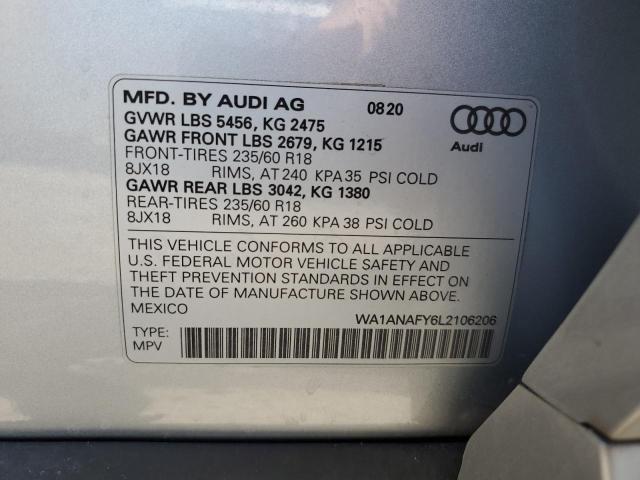 MFD. BY AUDI AG 08 20
GVWR LBS 5456, KG 2475
GAWR FRONT LBS 2679, KG 1215
FRONT-TIRES 235/60 R18
8JX18 RIMS, AT 240 KPA 35 PSI COLD
GAWR REAR LBS 3042, KG 1380
REAR-TIRES 235/60 R18
8JX18 RIMS, AT 260 KPA 38 PSI COLD
Audi
THIS VEHICLE CONFORMS TO ALL APPLICABLE
U.S. FEDERAL MOTOR VEHICLE SAFETY AND
THEFT PREVENTION STANDARDS IN EFFECT ON
THE DATE OF MANUFACTURE SHOWN ABOVE.
MEXICO WA1ANAFY6L2106206
TYPE:
MPV